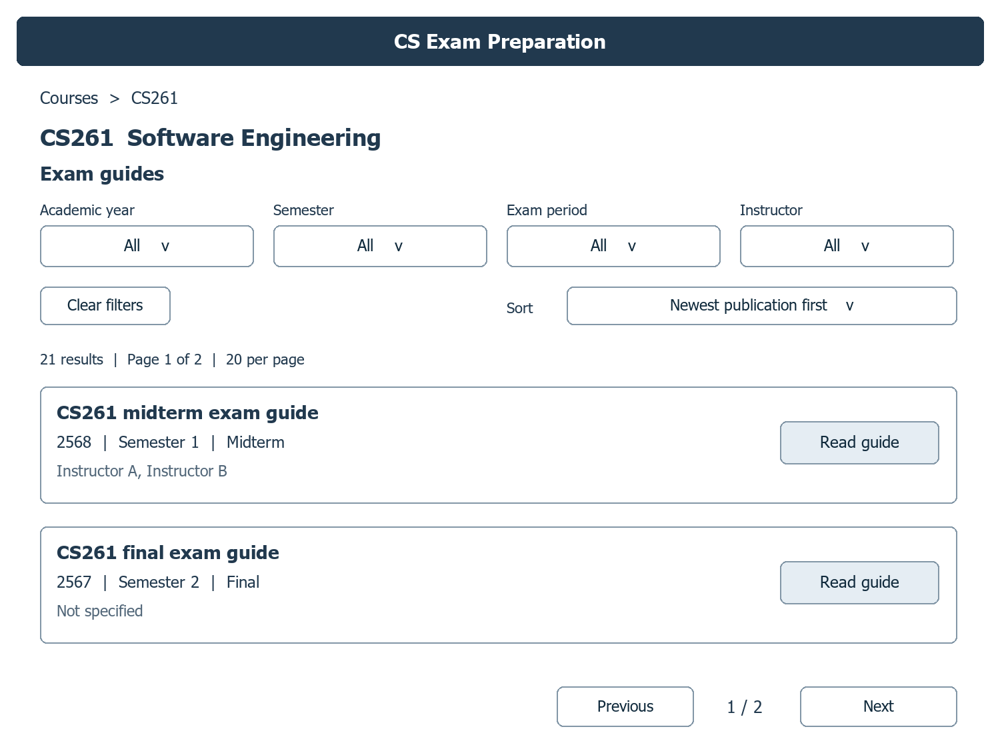 CS Exam Preparation
Courses > CS261
CS261 Software Engineering
Exam guides
Academic year Semester Exam period Instructor
All v All v All v All v
Clear filters Sort Newest publication first v
21 results | Page 1 of 2 | 20 per page
CS261 midterm exam guide
2568 | Semester 1 | Midterm
Read guide
Instructor A, Instructor B
CS261 final exam guide
2567 | Semester 2 | Final
Read guide
Not specified
Previous 1 / 2 Next